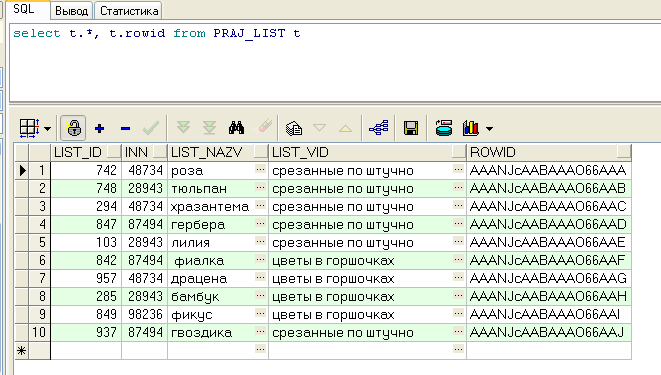 SQL Вывод Статистика
select t.*, t.rowid from PRAJ_LIST t
LIST_ID INN LIST_NAZV LIST_VID ROWID
1 742 48734 роза срезанные по штучно AAANJcAABAAAO66AAA
2 748 28943 тюльпан срезанные по штучно AAANJcAABAAAO66AAB
3 294 48734 хразантема срезанные по штучно AAANJcAABAAAO66AAC
4 847 87494 гербера срезанные по штучно AAANJcAABAAAO66AAD
5 103 28943 лилия срезанные по штучно AAANJcAABAAAO66AAE
6 842 87494 фиалка цветы в горшочках AAANJcAABAAAO66AAF
7 957 48734 драцена цветы в горшочках AAANJcAABAAAO66AAG
8 285 28943 бамбук цветы в горшочках AAANJcAABAAAO66AAH
9 849 98236 фикус цветы в горшочках AAANJcAABAAAO66AAI
10 937 87494 гвоздика срезанные по штучно AAANJcAABAAAO66AAJ